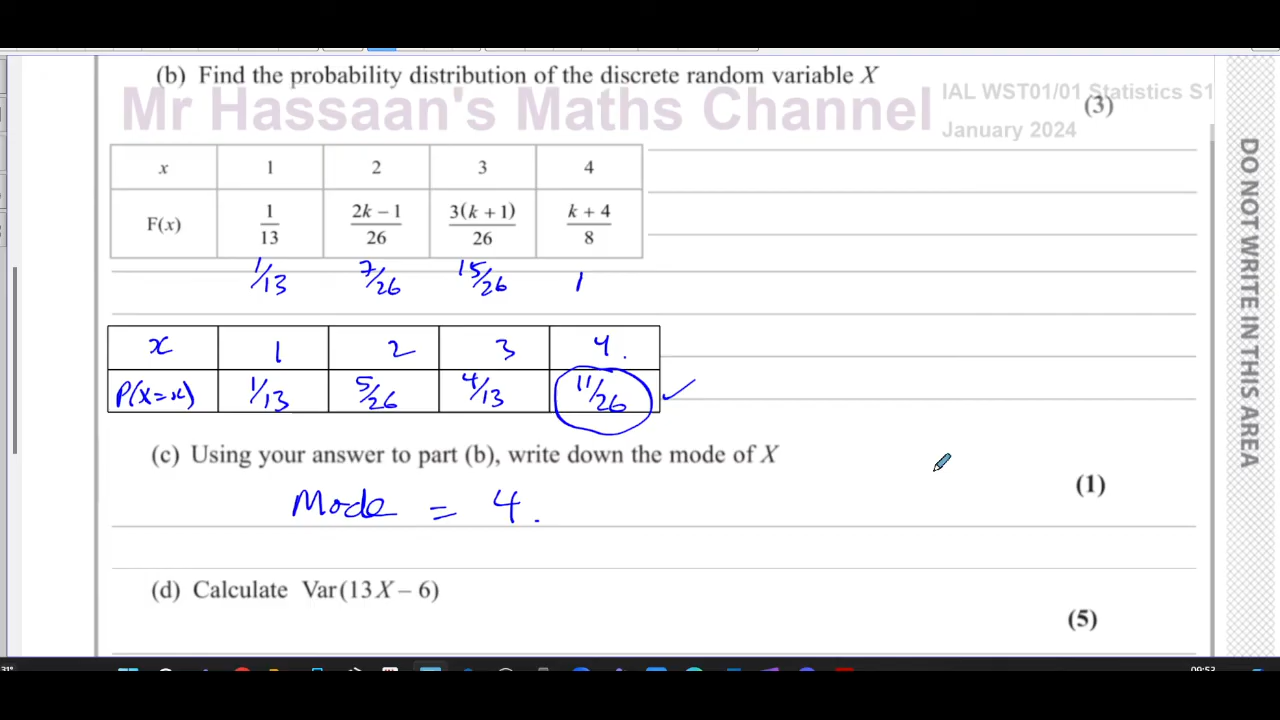 (b) Find the probability distribution of the discrete random variable X
Mr Hassaan's Maths Channel
IAL WST01/01 Statistics S1
(3)
January 2024
x 1 2 3 4
F(x) 1/13 (2k − 1)/26 3(k + 1)/26 (k + 4)/8
1/13 7/26 15/26 1
x 1 2 3 4.
P(X=x) 1/13 5/26 4/13 11/26 ✓
(c) Using your answer to part (b), write down the mode of X
(1)
Mode = 4.
(d) Calculate Var(13X – 6)
(5)
DO NOT WRITE IN THIS AREA
31°
09:53